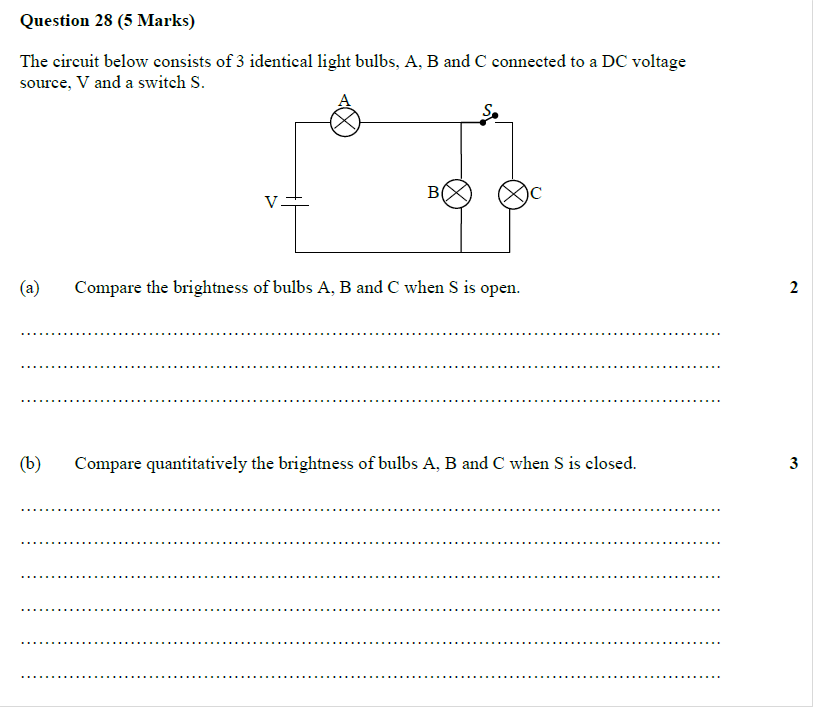 Question 28 (5 Marks)
The circuit below consists of 3 identical light bulbs, A, B and C connected to a DC voltage
source, V and a switch S.
A
S
B
C
V
(a) Compare the brightness of bulbs A, B and C when S is open. 2
(b) Compare quantitatively the brightness of bulbs A, B and C when S is closed. 3